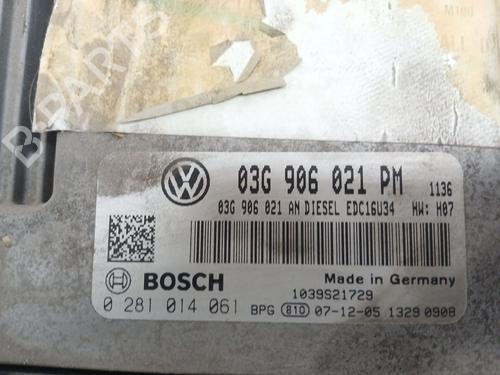 B-PARTS
03G 906 021 PM 1136
03G 906 021 AN DIESEL EDC16U34 HW: H07
BOSCH
Made in Germany
1039S21729
0 281 014 061 BPG 810 07-12-05 1329 0908